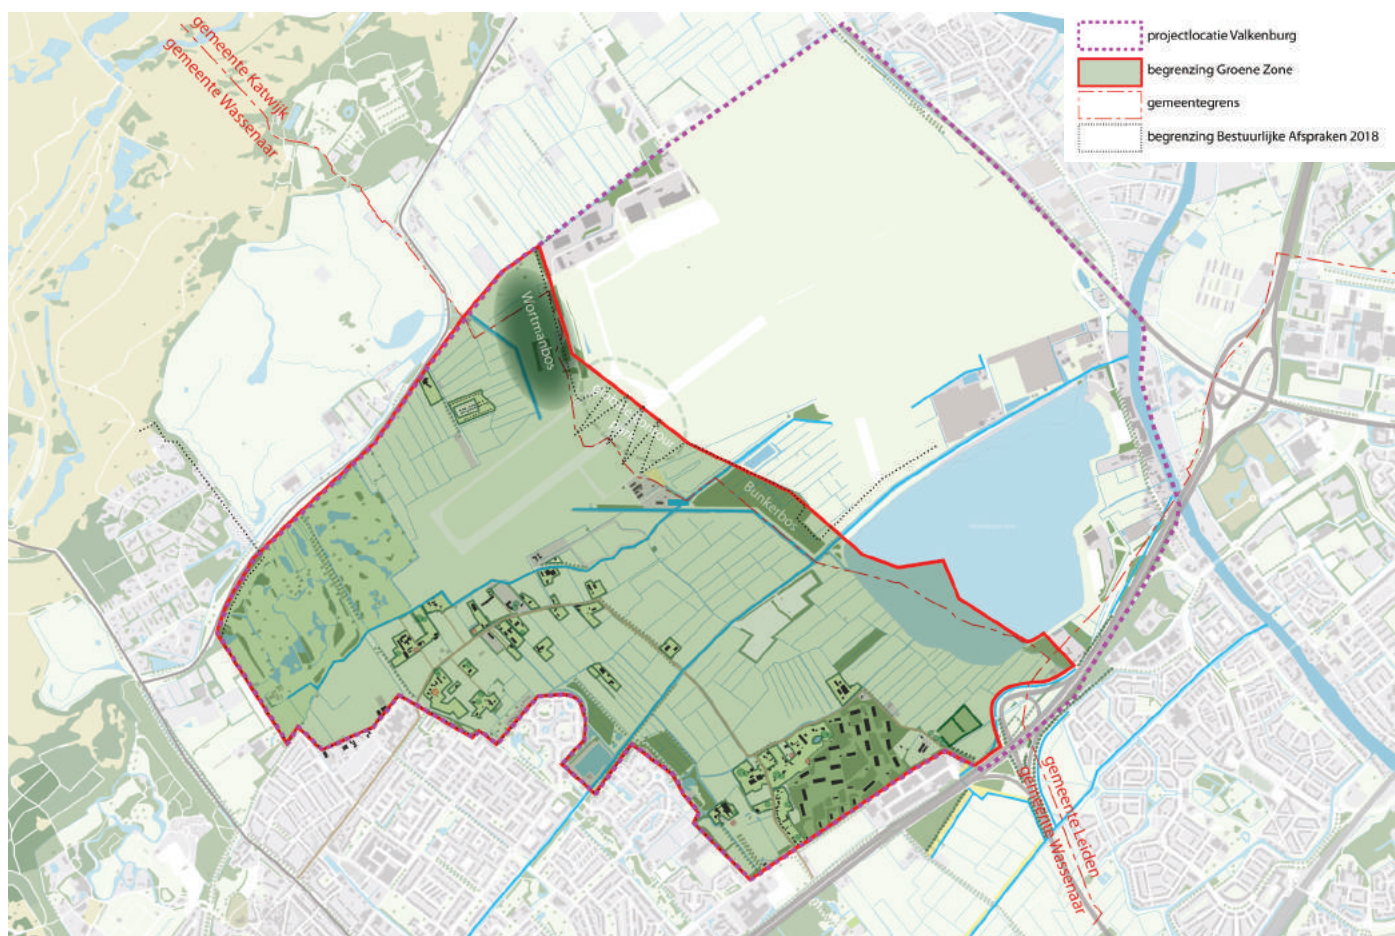 projectlocatie Valkenburg
begrenzing Groene Zone
gemeentegrens
begrenzing Bestuurlijke Afspraken 2018
gemeente Katwijk
gemeente Wassenaar
Wortmanbos
Bunkerbos
gemeente Leiden
gemeente Wassenaar